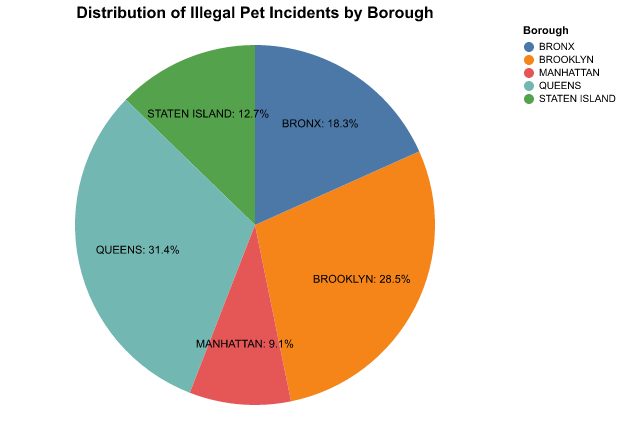 Distribution of Illegal Pet Incidents by Borough
Borough
BRONX
BROOKLYN
MANHATTAN
QUEENS
STATEN ISLAND
STATEN ISLAND: 12.7%
BRONX: 18.3%
QUEENS: 31.4%
BROOKLYN: 28.5%
MANHATTAN: 9.1%